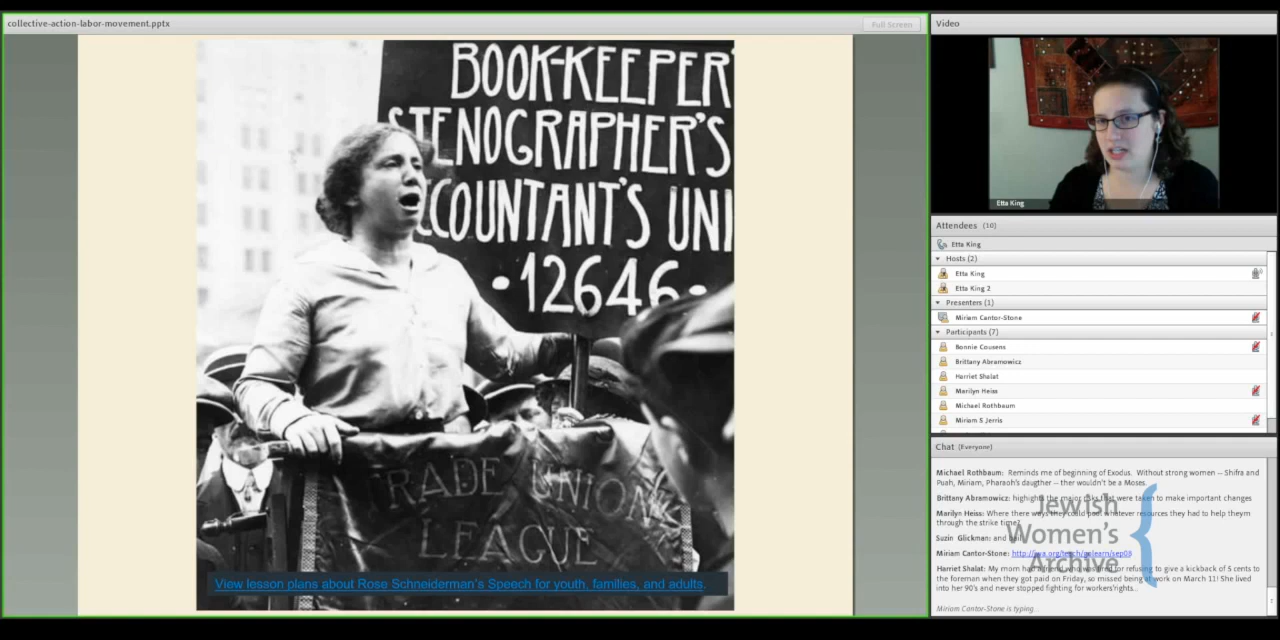 collective-action-labor-movement.pptx
Full Screen
BOOK-KEEPER'
STENOGRAPHER'S
CCOUNTANT'S UNI
• 12646 •
TRADE UNION
LEAGUE
View lesson plans about Rose Schneiderman's Speech for youth, families, and adults.
Video
Etta King
Attendees (10)
Etta King
Hosts (2)
Etta King
Etta King 2
Presenters (1)
Miriam Cantor-Stone
Participants (7)
Bonnie Cousens
Brittany Abramowicz
Harriet Shalat
Marilyn Heiss
Michael Rothbaum
Miriam S Jerris
Chat (Everyone)
Michael Rothbaum: Reminds me of beginning of Exodus. Without strong women -- Shifra and
Puah, Miriam, Pharaoh's daugther -- ther wouldn't be a Moses.
Brittany Abramowicz: highlights the major risks that were taken to make important changes
Marilyn Heiss: Where there ways they could pool whatever resources they had to help theym
through the strike time?
Suzin Glickman: and
Miriam Cantor-Stone:
Harriet Shalat: My mom had a friend who was fired for refusing to give a kickback of 5 cents to
the foreman when they got paid on Friday, so missed being at work on March 11! She lived
into her 90's and never stopped fighting for workers'rights..
Miriam Cantor-Stone is typing...
Jewish
Women's
Archive